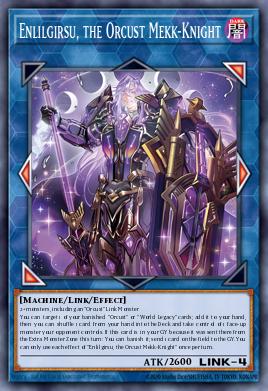 Enlilgirsu, the Orcust Mekk-Knight
DARK
闇
[Machine/Link/Effect]
2+ monsters, including an "Orcust" Link Monster
You can target 1 of your banished "Orcust" or "World Legacy" cards; add it to your hand,
then you can shuffle 1 card from your hand into the Deck and take control of 1 face-up
monster your opponent controls. If this card is in your GY because it was sent there from
the Extra Monster Zone this turn: You can banish it; send 1 card on the field to the GY. You
can only use each effect of "Enlilgirsu, the Orcust Mekk-Knight" once per turn.
ATK/2600 LINK-4